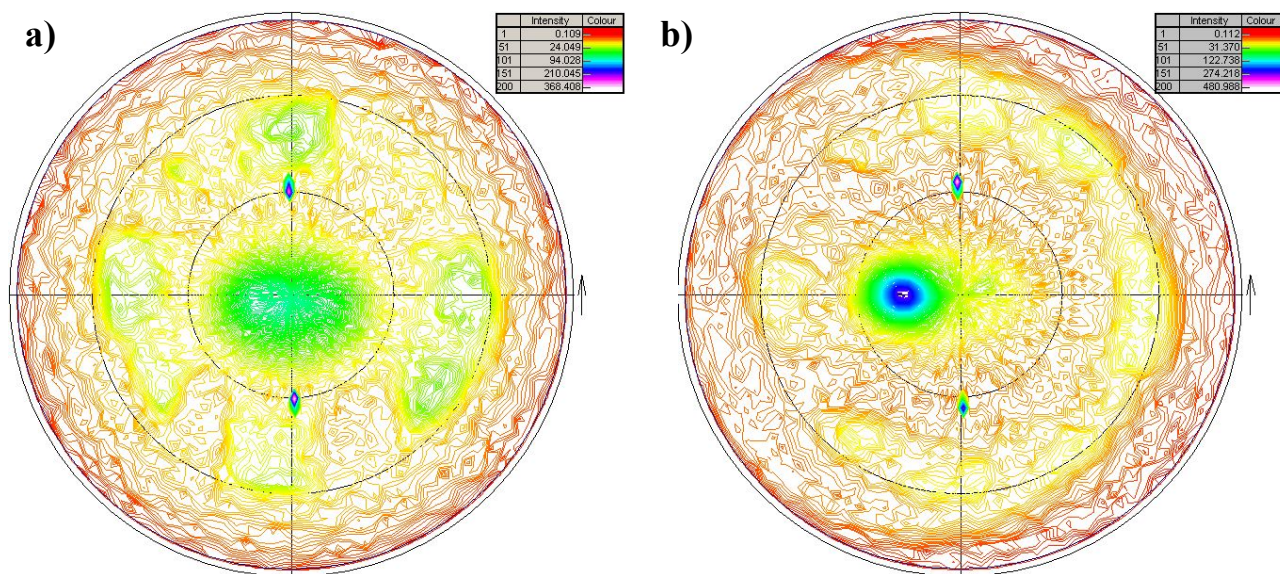 a)
Intensity Colour
1 0.109
51 24.049
101 94.028
151 210.045
200 368.408
b)
Intensity Colour
1 0.112
51 31.370
101 122.736
151 274.218
200 480.988